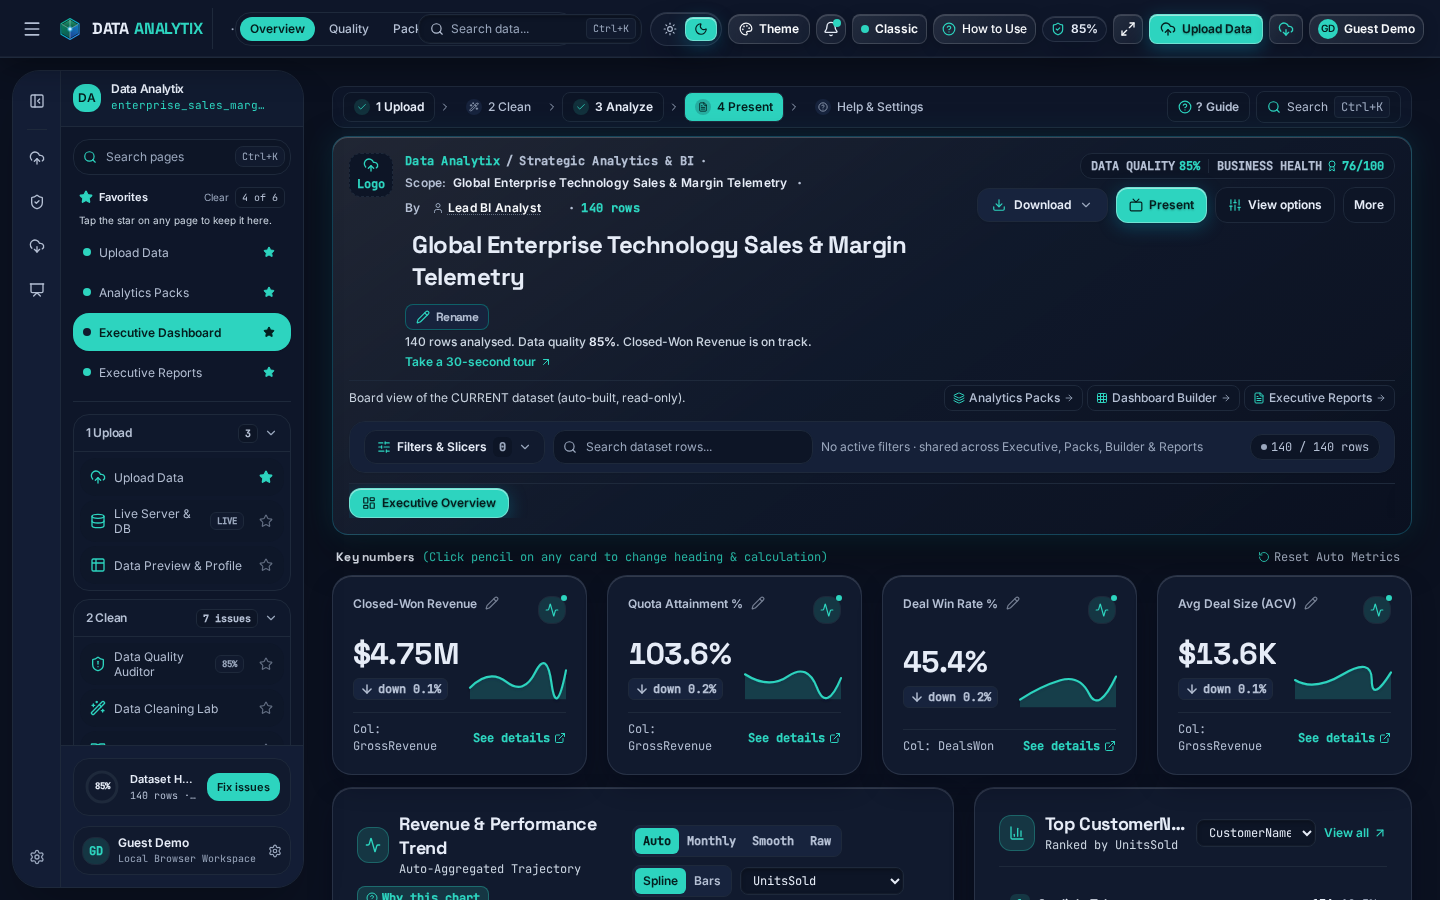 DATA ANALYTIX
Overview
Quality
Search data...
Ctrl+K
Theme
Classic
How to Use
85%
Upload Data
GD
Guest Demo
DA
Data Analytix
enterprise_sales_marg…
Search pages
Ctrl+K
Favorites
Clear
4 of 6
Tap the star on any page to keep it here.
Upload Data
Analytics Packs
Executive Dashboard
Executive Reports
1 Upload
3
Upload Data
Live Server &
DB
LIVE
Data Preview & Profile
2 Clean
7 issues
Data Quality
Auditor
85%
Data Cleaning Lab
85%
Dataset H...
140 rows ·…
Fix issues
GD
Guest Demo
Local Browser Workspace
1 Upload
2 Clean
3 Analyze
4 Present
Help & Settings
? Guide
Search
Ctrl+K
Logo
Data Analytix / Strategic Analytics & BI ·
Scope: Global Enterprise Technology Sales & Margin Telemetry ·
By Lead BI Analyst · 140 rows
DATA QUALITY 85%
BUSINESS HEALTH 76/100
Download
Present
View options
More
Global Enterprise Technology Sales & Margin
Telemetry
Rename
140 rows analysed. Data quality 85%. Closed-Won Revenue is on track.
Take a 30-second tour ↗
Board view of the CURRENT dataset (auto-built, read-only).
Analytics Packs →
Dashboard Builder →
Executive Reports →
Filters & Slicers 0
Search dataset rows...
No active filters · shared across Executive, Packs, Builder & Reports
140 / 140 rows
Executive Overview
Key numbers (Click pencil on any card to change heading & calculation)
Reset Auto Metrics
Closed-Won Revenue
$4.75M
↓ down 0.1%
Col:
GrossRevenue
See details
Quota Attainment %
103.6%
↓ down 0.2%
Col:
GrossRevenue
See details
Deal Win Rate %
45.4%
↓ down 0.2%
Col: DealsWon
See details
Avg Deal Size (ACV)
$13.6K
↓ down 0.1%
Col:
GrossRevenue
See details
Revenue & Performance
Trend
Auto-Aggregated Trajectory
Why this chart
Auto
Monthly
Smooth
Raw
Spline
Bars
UnitsSold
Top CustomerN...
Ranked by UnitsSold
CustomerName
View all ↗